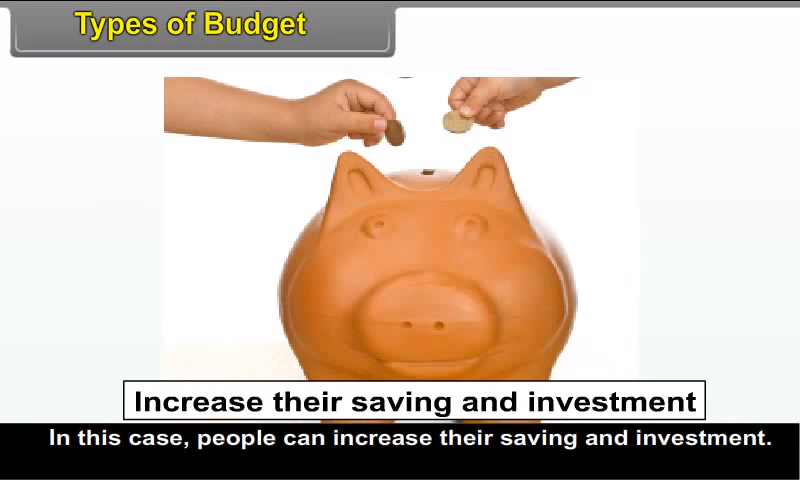 Types of Budget
Increase their saving and investment
In this case, people can increase their saving and investment.